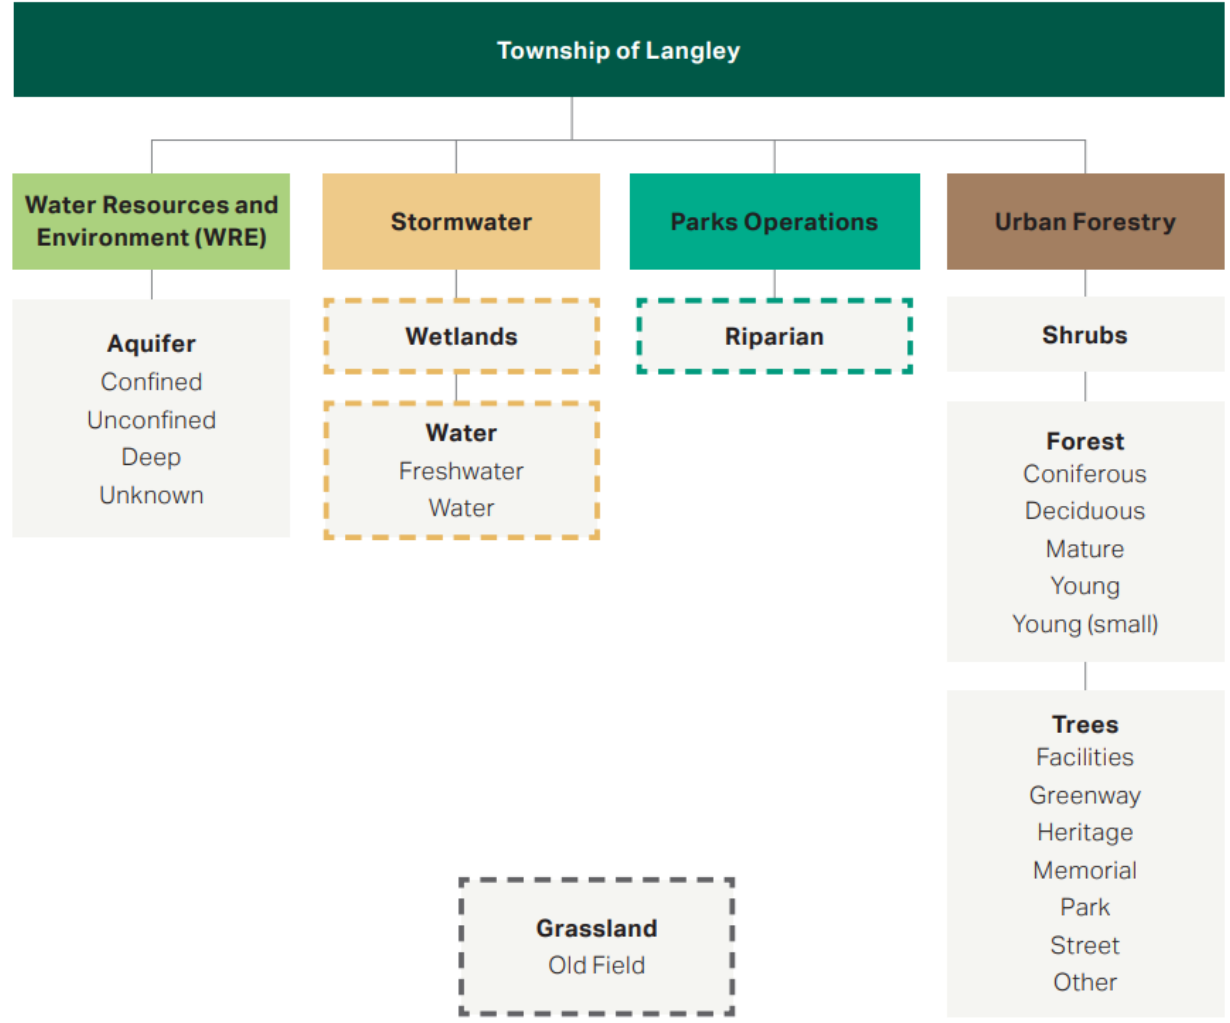 Township of Langley
Water Resources and
Environment (WRE)
Aquifer
Confined
Unconfined
Deep
Unknown
Stormwater
Wetlands
Water
Freshwater
Water
Parks Operations
Riparian
Urban Forestry
Shrubs
Forest
Coniferous
Deciduous
Mature
Young
Young (small)
Trees
Facilities
Greenway
Heritage
Memorial
Park
Street
Other
Grassland
Old Field